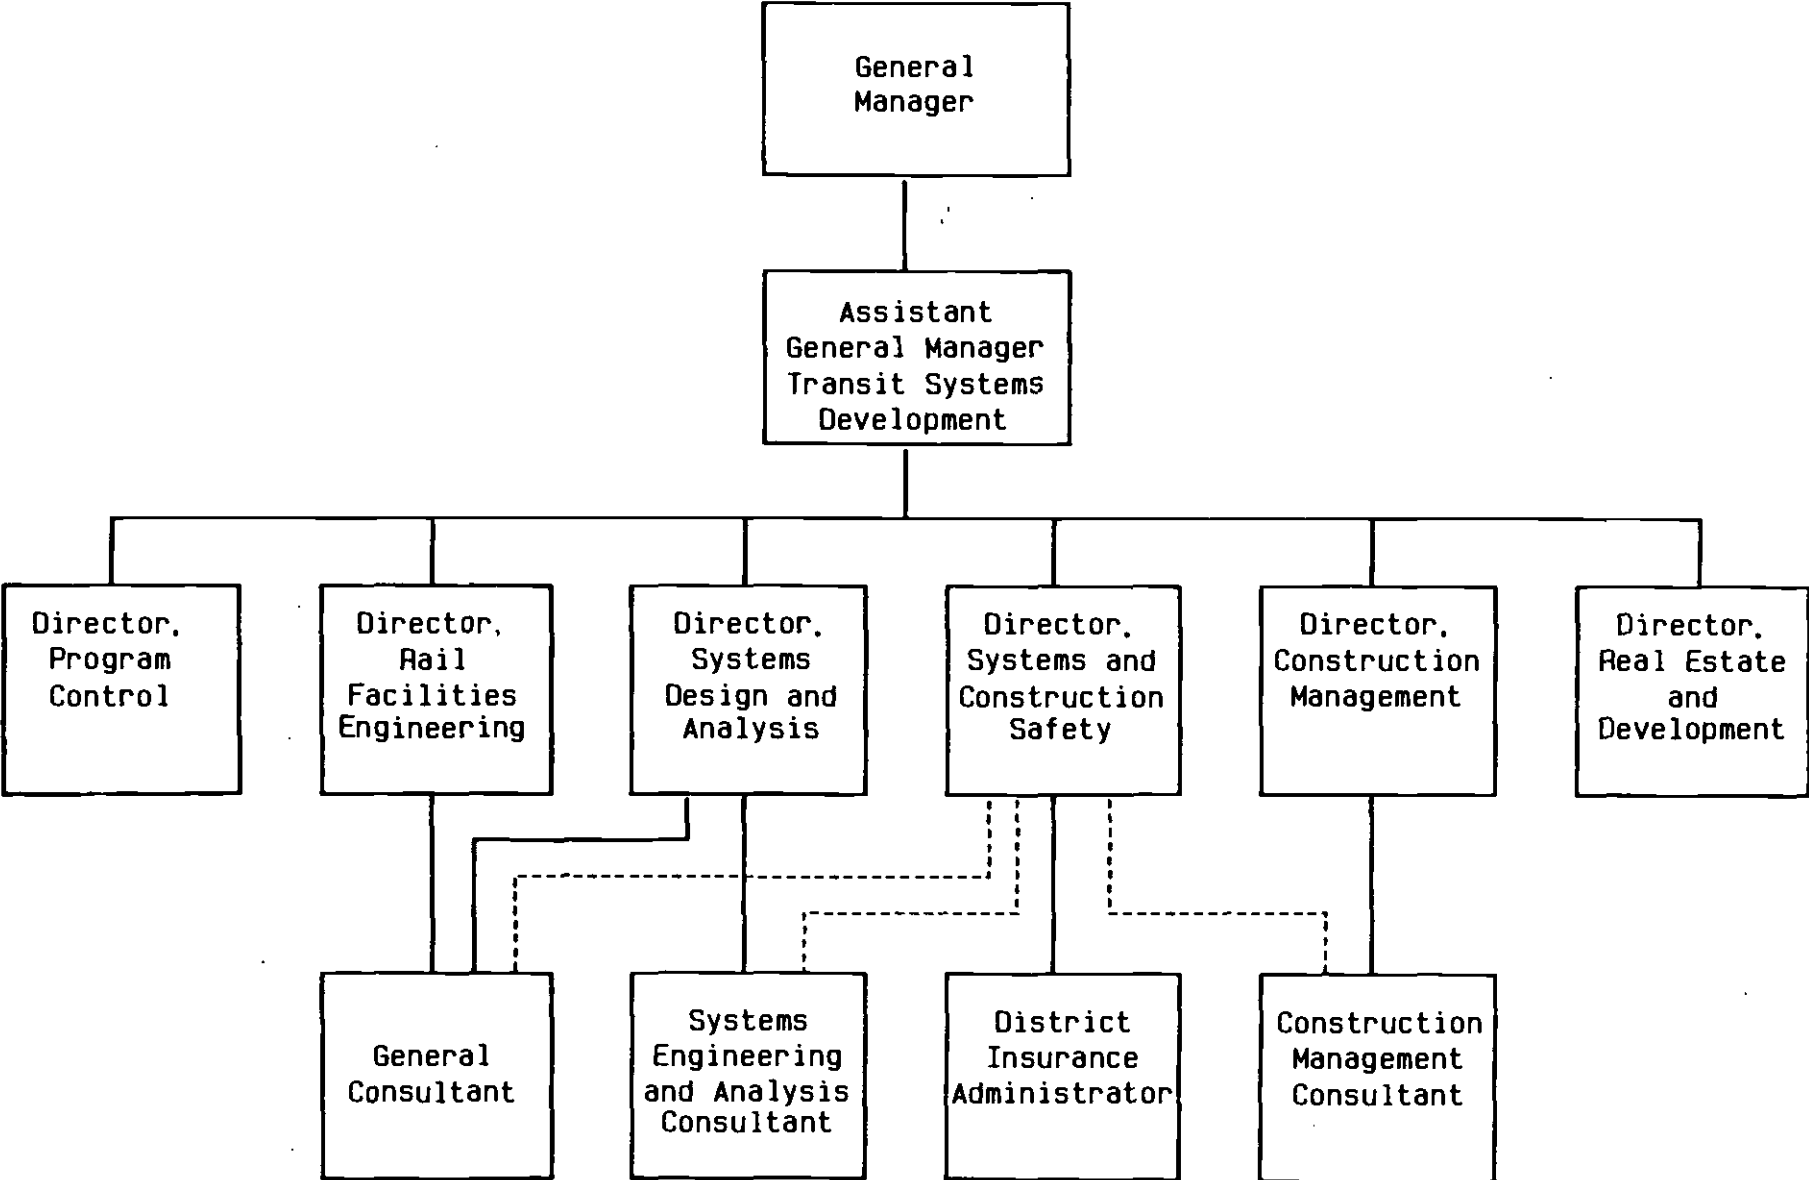 General
Manager
Assistant
General Manager
Transit Systems
Development
Director.
Program
Control
Director,
Rail
Facilities
Engineering
Director.
Systems
Design and
Analysis
Director.
Systems and
Construction
Safety
Director.
Construction
Management
Director.
Real Estate
and
Development
General
Consultant
Systems
Engineering
and Analysis
Consultant
District
Insurance
Administrator
Construction
Management
Consultant